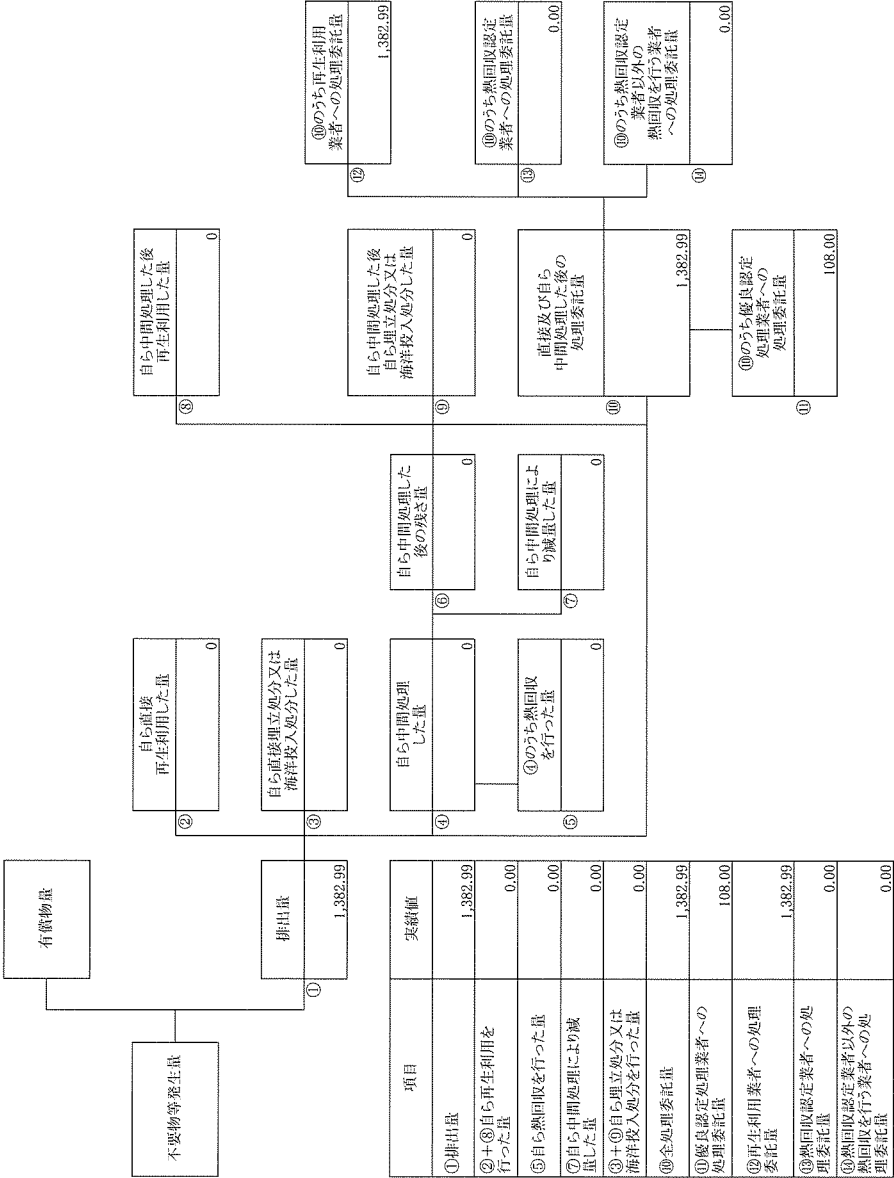 不要物等発生量
有償物量
①
排出量
1,382.99
②
自ら直接
再生利用した量
0
③
自ら直接埋立処分又は
海洋投入処分した量
0
④
自ら中間処理
した量
0
⑤
④のうち熱回収
を行った量
0
⑥
自ら中間処理した
後の残さ量
0
⑦
自ら中間処理によ
り減量した量
0
⑧
自ら中間処理した後
再生利用した量
0
⑨
自ら中間処理した後
自ら埋立処分又は
海洋投入処分した量
0
⑩
直接及び自ら
中間処理した後の
処理委託量
1,382.99
⑪
⑩のうち優良認定
処理業者への
処理委託量
108.00
⑫
⑩のうち再生利用
業者への処理委託量
1,382.99
⑬
⑩のうち熱回収認定
業者への処理委託量
0.00
⑭
⑩のうち熱回収認定
業者以外の
熱回収を行う業者
への処理委託量
0.00
項目
実績値
①排出量
1,382.99
②+⑧自ら再生利用を
行った量
0.00
⑤自ら熱回収を行った量
0.00
⑦自ら中間処理により減
量した量
0.00
③+⑨自ら埋立処分又は
海洋投入処分を行った量
0.00
⑩全処理委託量
1,382.99
⑪優良認定処理業者への
処理委託量
108.00
⑫再生利用業者への処理
委託量
1,382.99
⑬熱回収認定業者への処
理委託量
0.00
⑭熱回収認定業者以外の
熱回収を行う業者への処
理委託量
0.00